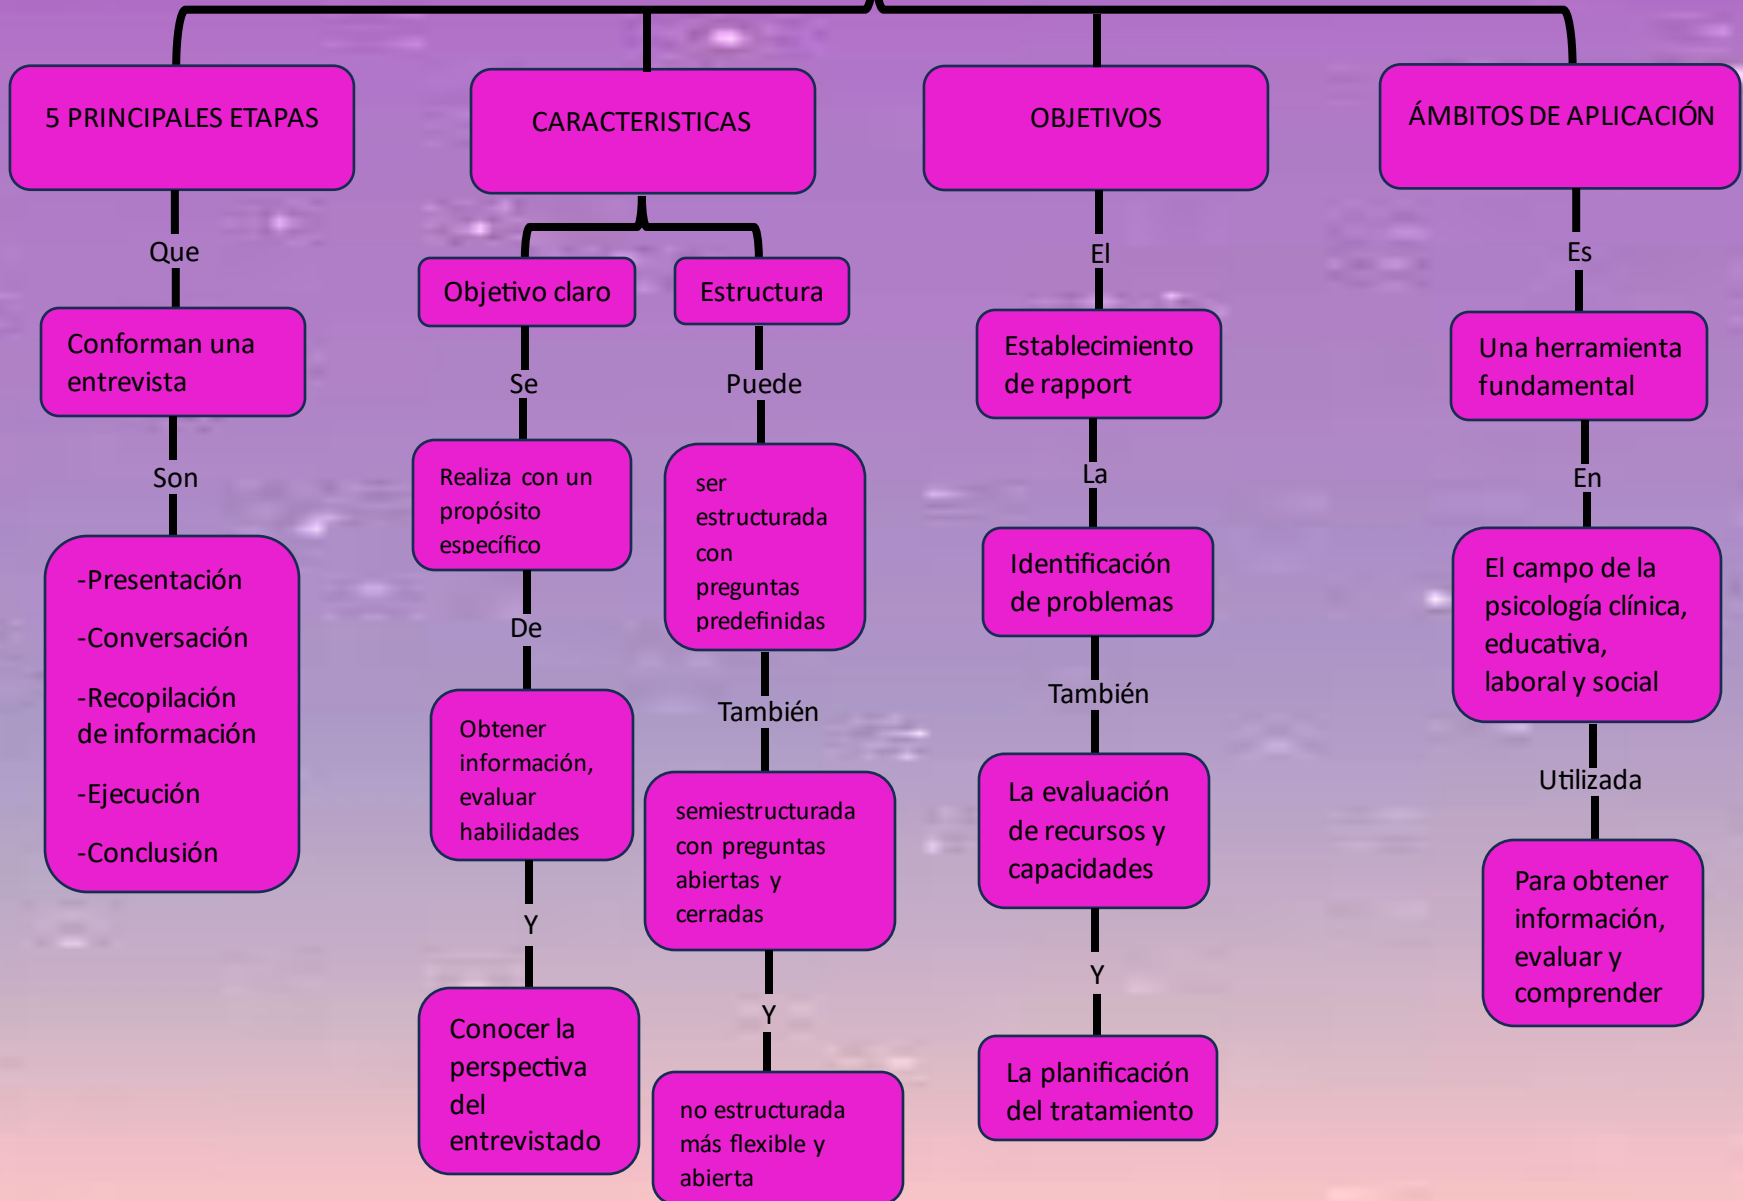 5 PRINCIPALES ETAPAS
Que
Conforman una
entrevista
Son
-Presentación
-Conversación
-Recopilación
de información
-Ejecución
-Conclusión
CARACTERISTICAS
Objetivo claro
Se
Realiza con un
propósito
específico
De
Obtener
información,
evaluar
habilidades
Y
Conocer la
perspectiva
del
entrevistado
Estructura
Puede
ser
estructurada
con
preguntas
predefinidas
También
semiestructurada
con preguntas
abiertas y
cerradas
Y
no estructurada
más flexible y
abierta
OBJETIVOS
El
Establecimiento
de rapport
La
Identificación
de problemas
También
La evaluación
de recursos y
capacidades
Y
La planificación
del tratamiento
ÁMBITOS DE APLICACIÓN
Es
Una herramienta
fundamental
En
El campo de la
psicología clínica,
educativa,
laboral y social
Utilizada
Para obtener
información,
evaluar y
comprender